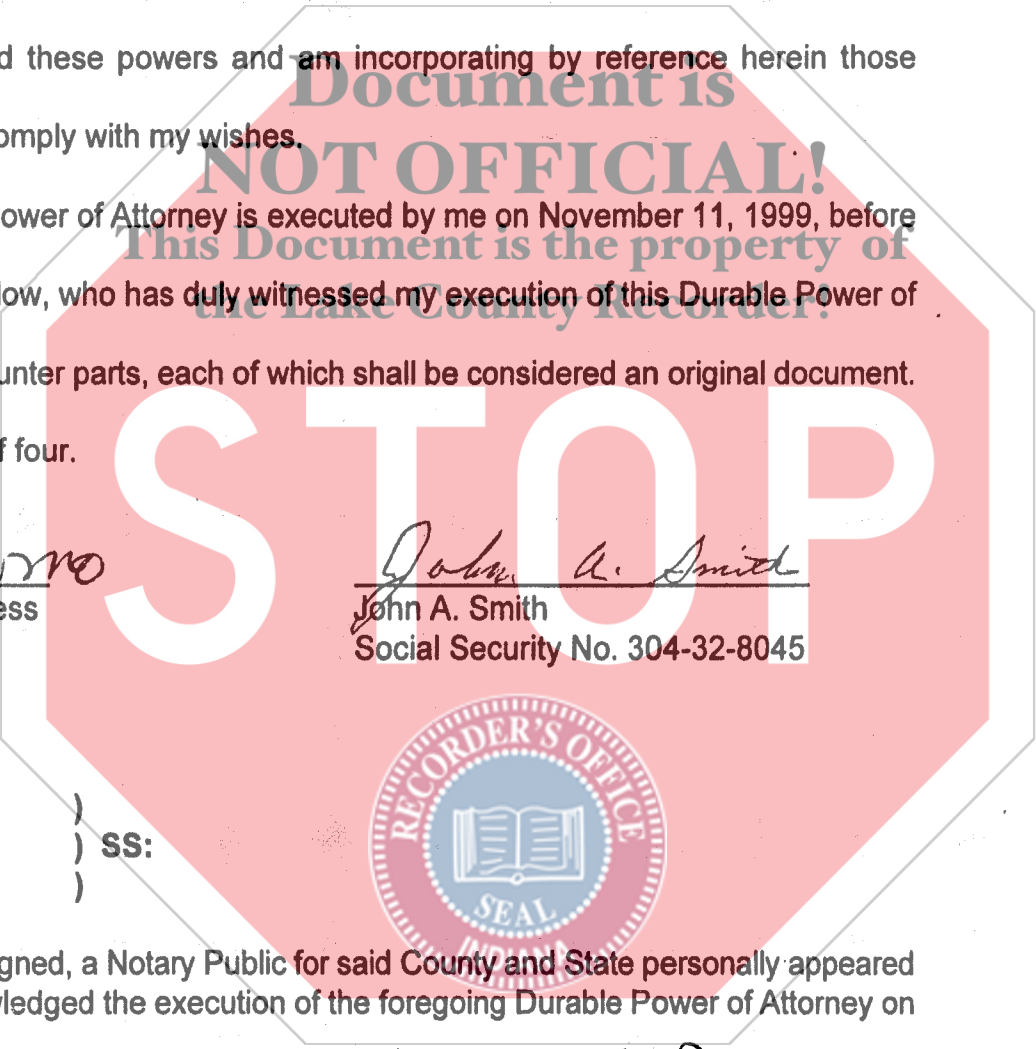 d these powers and am incorporating by reference herein those
Document is
omply with my wishes.
NOT OFFICIAL!
ower of Attorney is executed by me on November 11, 1999, before
This Document is the property of
low, who has duly witnessed my execution of this Durable Power of
the Lake County Recorder!
unter parts, each of which shall be considered an original document.
f four.
STOP
John A. Smith
ess
John A. Smith
Social Security No. 304-32-8045
RECORDER'S OFFICE
)
) SS:
)
SEAL
INDIANA
gned, a Notary Public for said County and State personally appeared
ledged the execution of the foregoing Durable Power of Attorney on